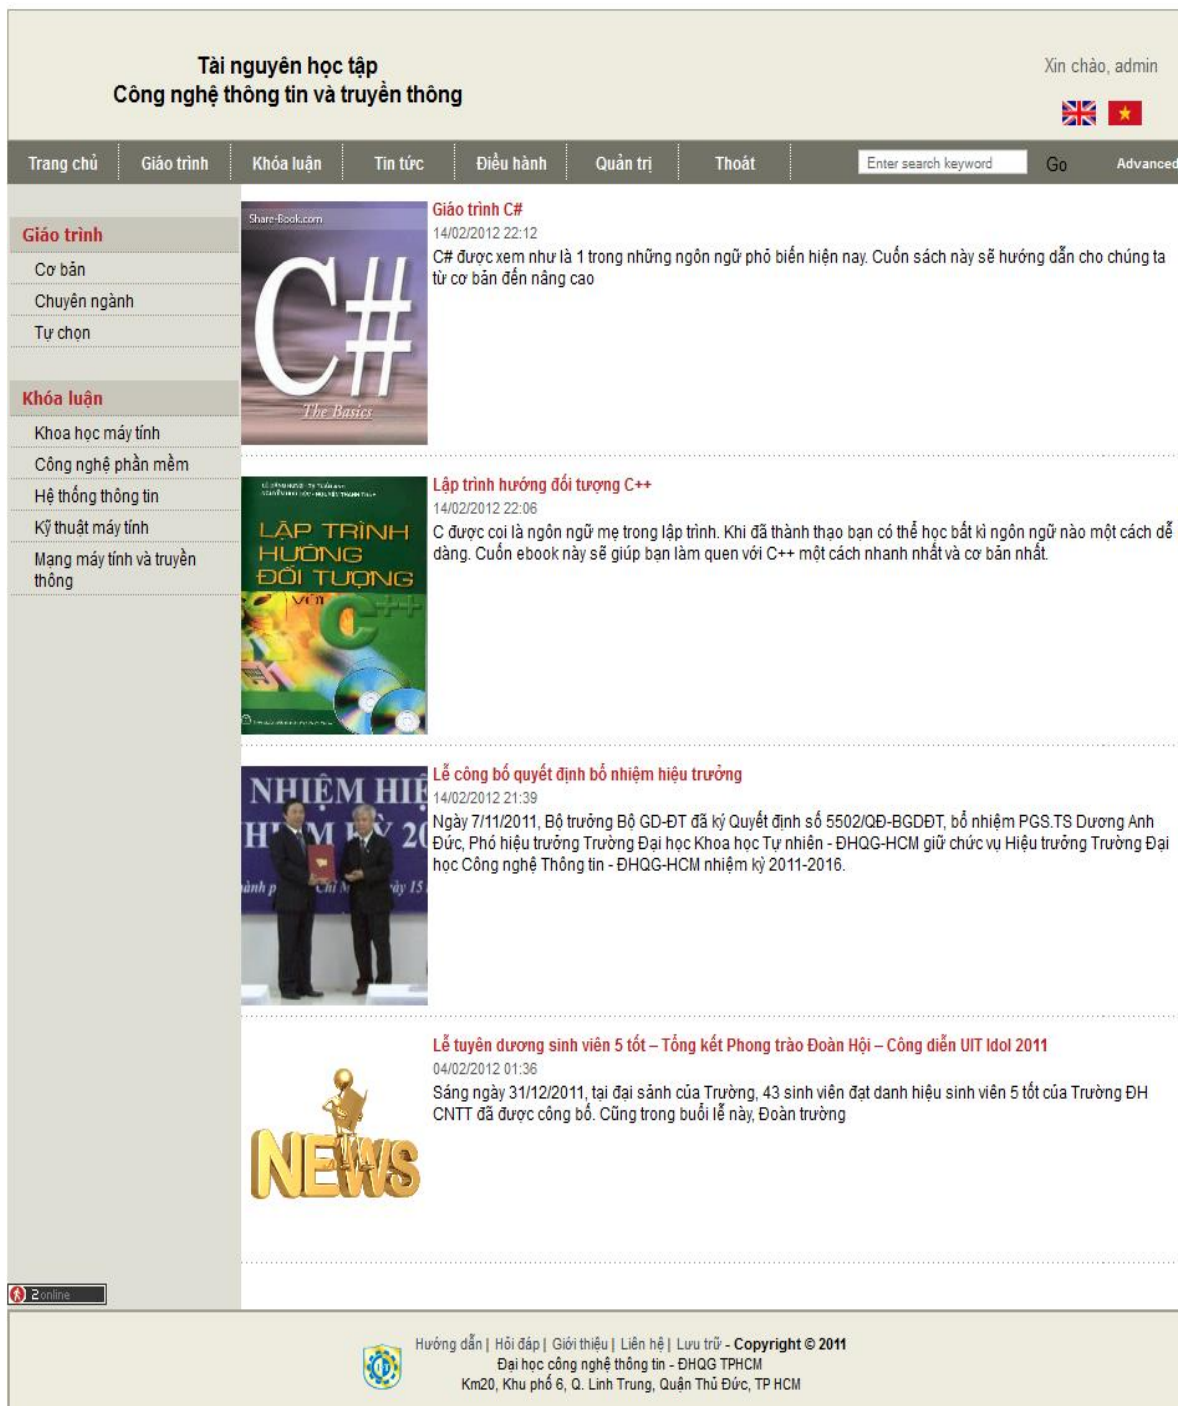 Tài nguyên học tập
Công nghệ thông tin và truyền thông
Xin chào, admin
Trang chủ
Giáo trình
Khóa luận
Tin tức
Điều hành
Quản trị
Thoát
Enter search keyword
Go
Advanced
Giáo trình
Cơ bản
Chuyên ngành
Tự chọn
Khóa luận
Khoa học máy tính
Công nghệ phần mềm
Hệ thống thông tin
Kỹ thuật máy tính
Mạng máy tính và truyền
thông
Share-Book.com
C#
The Basics
Giáo trình C#
14/02/2012 22:12
C# được xem như là 1 trong những ngôn ngữ phổ biến hiện nay. Cuốn sách này sẽ hướng dẫn cho chúng ta
từ cơ bản đến nâng cao
LẬP TRÌNH
HƯỚNG
ĐỐI TƯỢNG
VỚI
C++
Lập trình hướng đối tượng C++
14/02/2012 22:06
C được coi là ngôn ngữ mẹ trong lập trình. Khi đã thành thạo bạn có thể học bất kì ngôn ngữ nào một cách dễ
dàng. Cuốn ebook này sẽ giúp bạn làm quen với C++ một cách nhanh nhất và cơ bản nhất.
NHIỆM HIỆ
KỲ 20
Lễ công bố quyết định bổ nhiệm hiệu trưởng
14/02/2012 21:39
Ngày 7/11/2011, Bộ trưởng Bộ GD-ĐT đã ký Quyết định số 5502/QĐ-BGDĐT, bổ nhiệm PGS.TS Dương Anh
Đức, Phó hiệu trưởng Trường Đại học Khoa học Tự nhiên - ĐHQG-HCM giữ chức vụ Hiệu trưởng Trường Đại
học Công nghệ Thông tin - ĐHQG-HCM nhiệm kỳ 2011-2016.
NEWS
Lễ tuyên dương sinh viên 5 tốt – Tổng kết Phong trào Đoàn Hội – Công diễn UIT Idol 2011
04/02/2012 01:36
Sáng ngày 31/12/2011, tại đại sảnh của Trường, 43 sinh viên đạt danh hiệu sinh viên 5 tốt của Trường ĐH
CNTT đã được công bố. Cũng trong buổi lễ này, Đoàn trường
2 online
Hướng dẫn | Hỏi đáp | Giới thiệu | Liên hệ | Lưu trữ - Copyright © 2011
Đại học công nghệ thông tin - ĐHQG TPHCM
Km20, Khu phố 6, Q. Linh Trung, Quận Thủ Đức, TP HCM